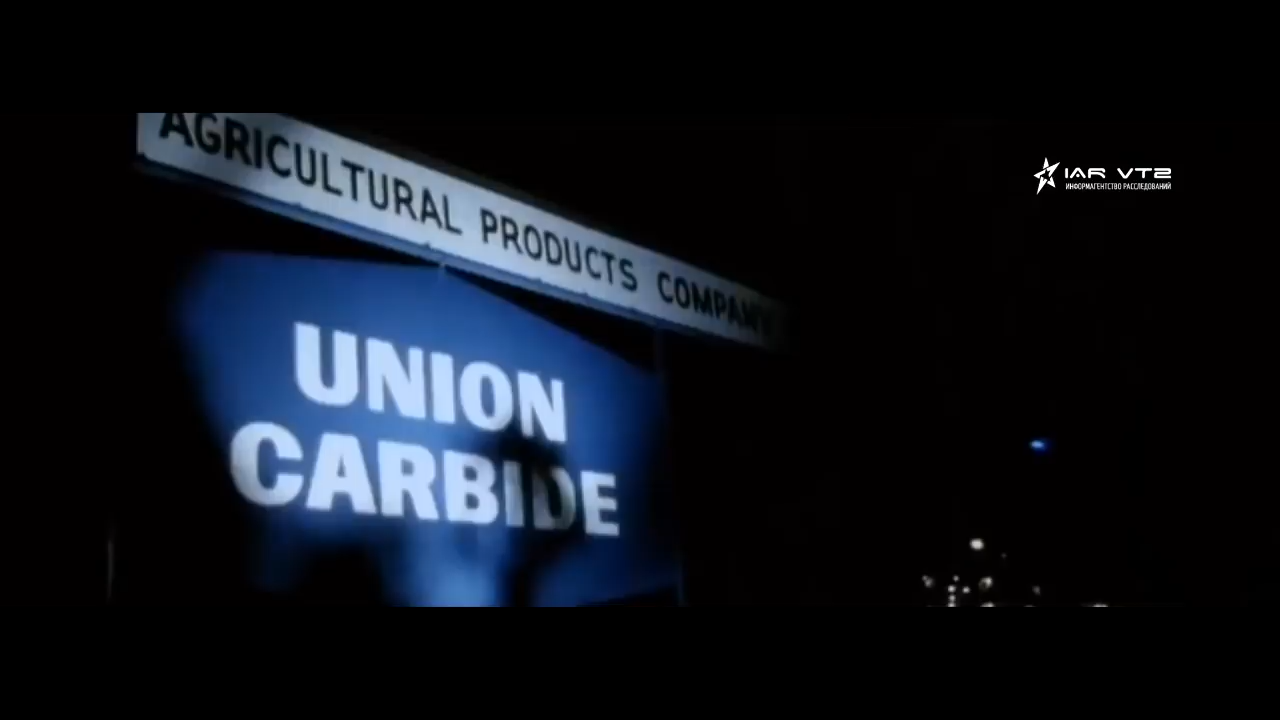 AGRICULTURAL PRODUCTS COMPANY
IAR VT2
ИНФОРМАГЕНТСТВО РАССЛЕДОВАНИЙ
UNION
CARBIDE